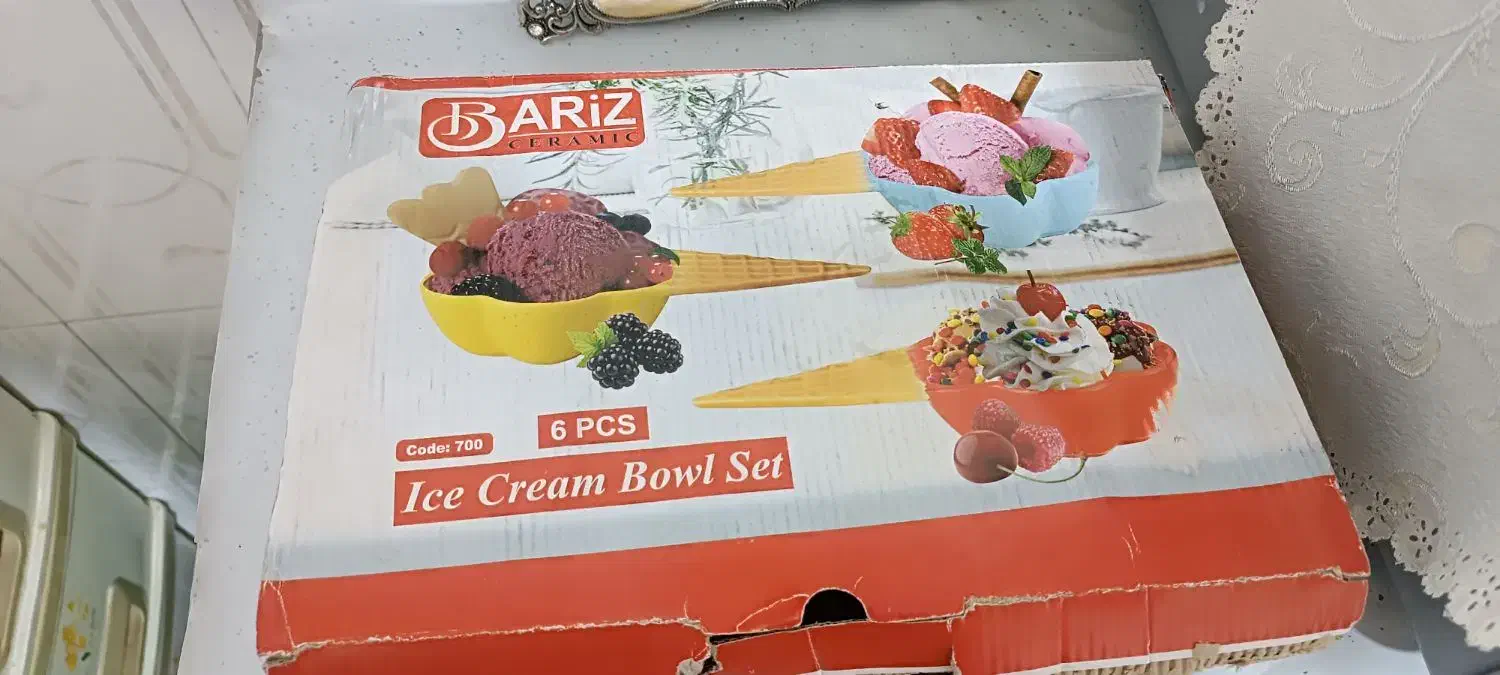 BARiZ
CERAMIC
6 PCS
Code: 700
Ice Cream Bowl Set